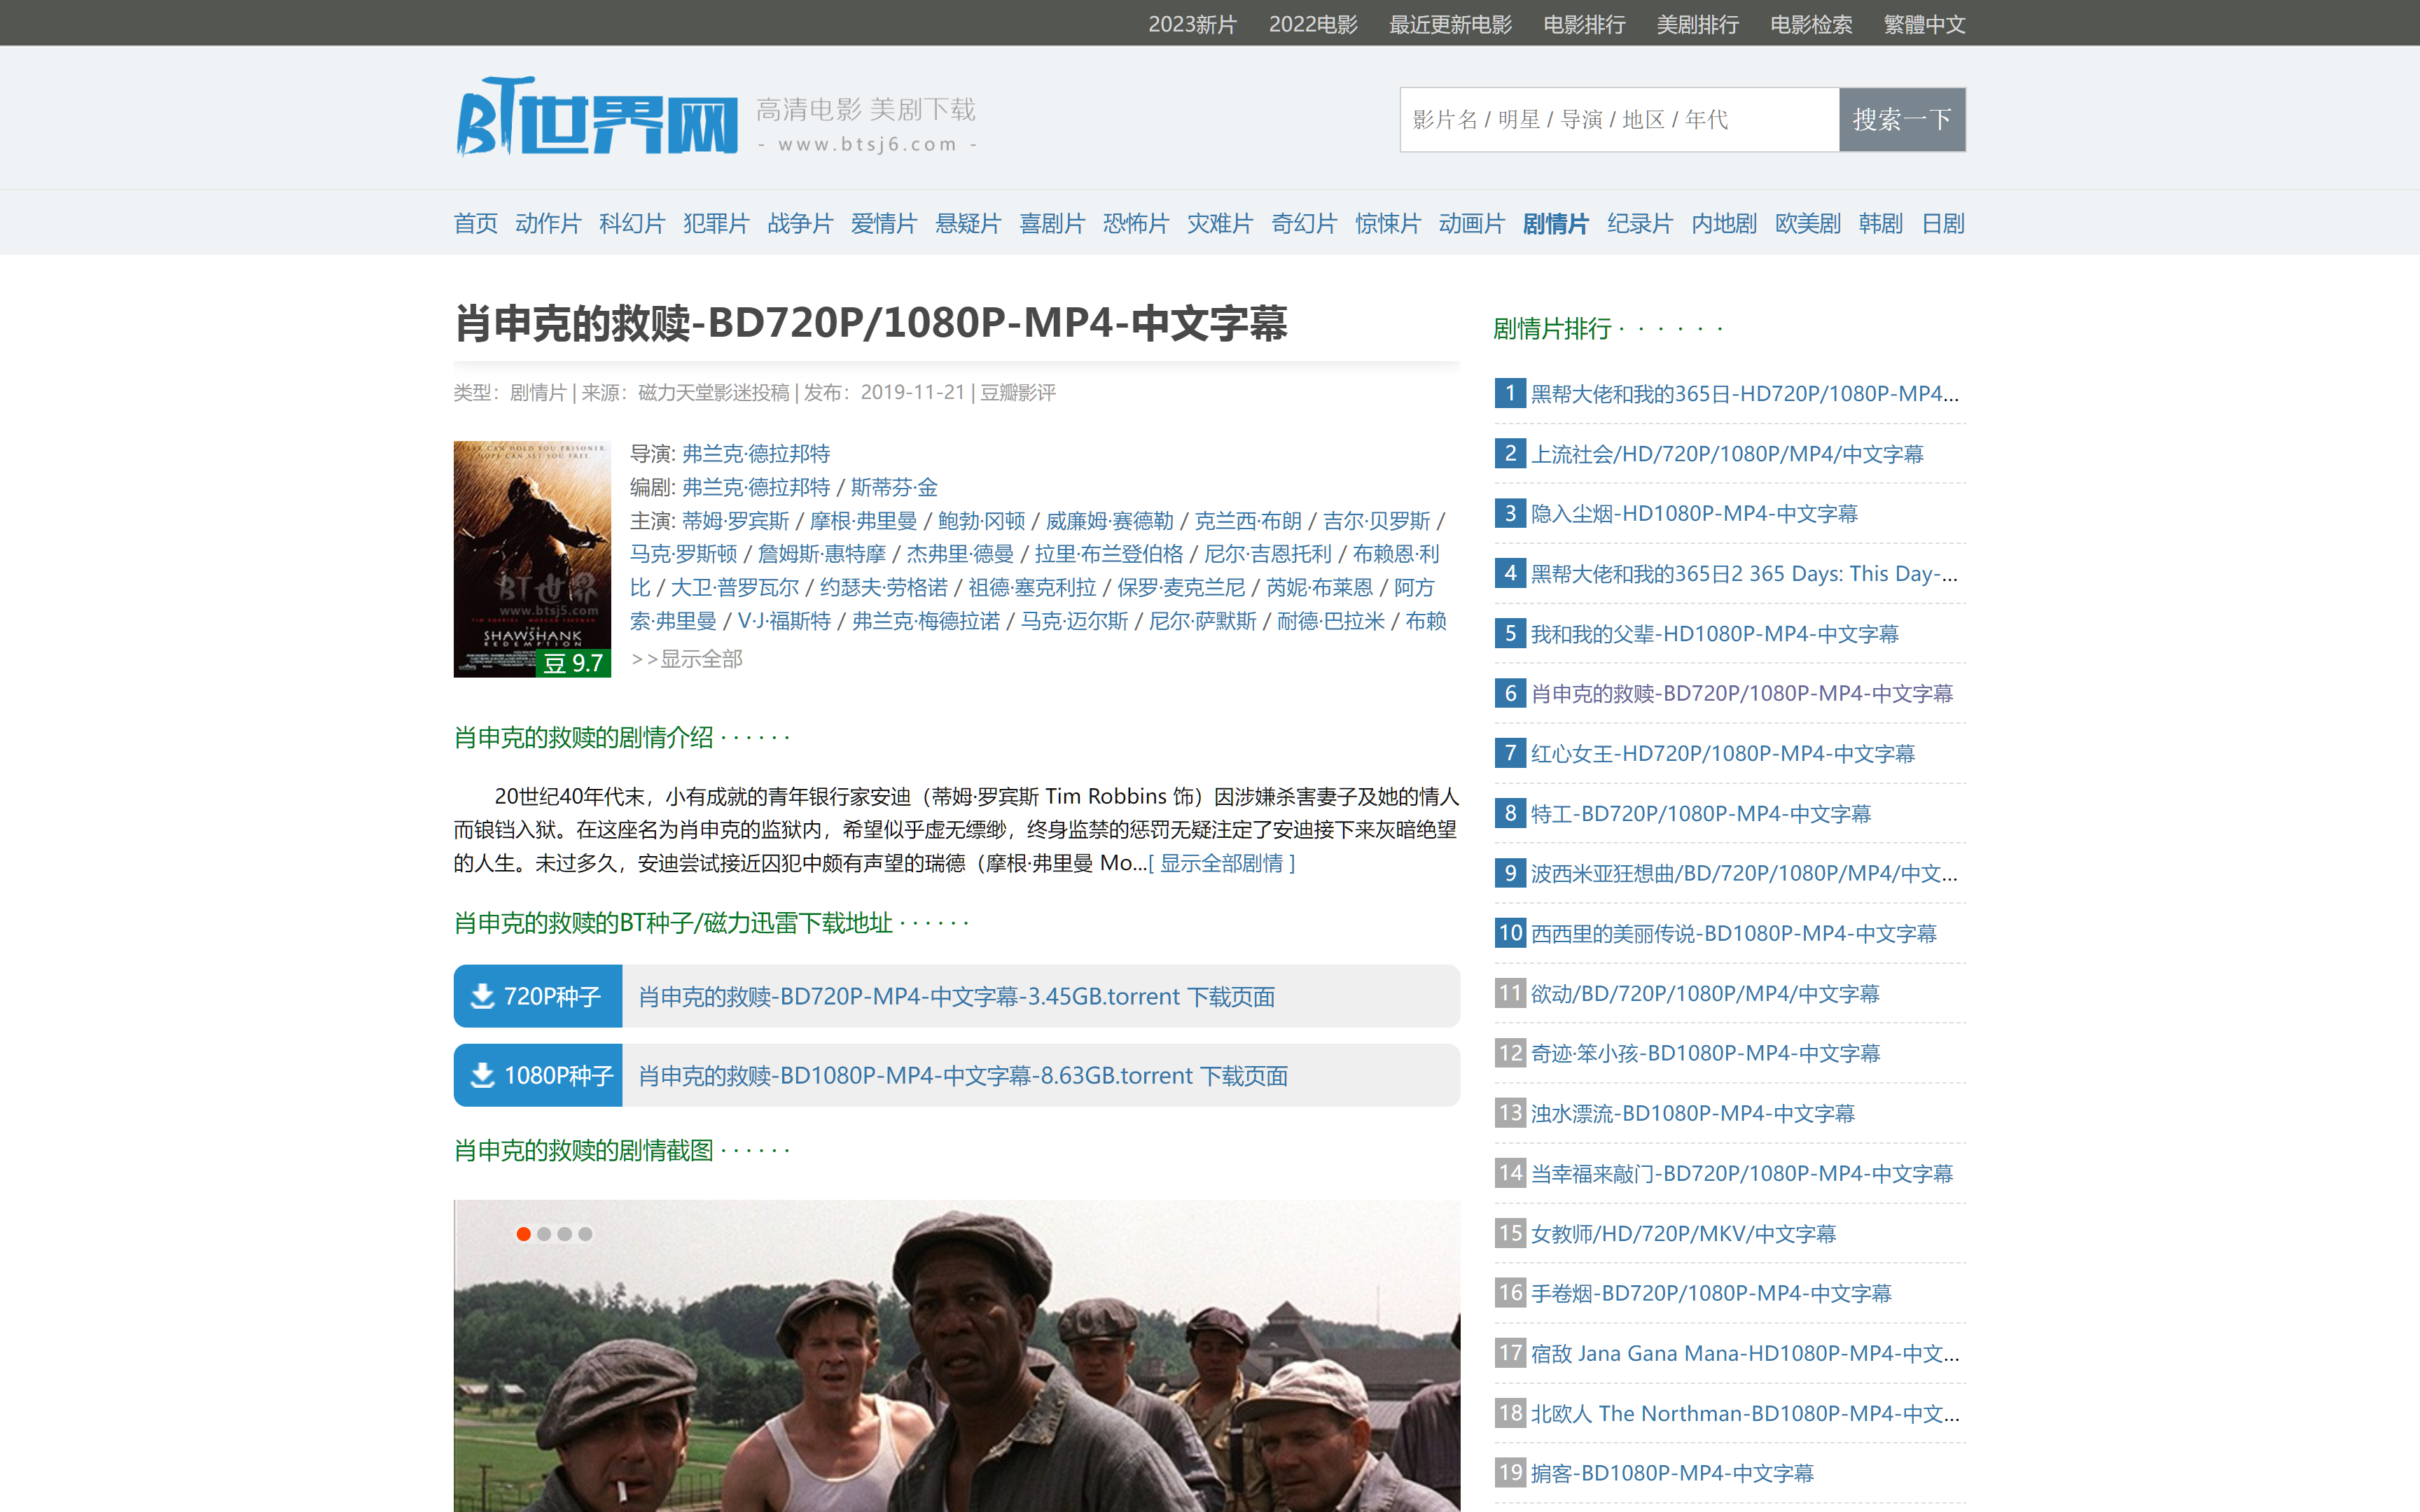 2023新片 2022电影 最近更新电影 电影排行 美剧排行 电影检索 繁體中文
BT世界网 高清电影 美剧下载
- www.btsj6.com -
影片名 / 明星 / 导演 / 地区 / 年代 搜索一下
首页 动作片 科幻片 犯罪片 战争片 爱情片 悬疑片 喜剧片 恐怖片 灾难片 奇幻片 惊悚片 动画片 剧情片 纪录片 内地剧 欧美剧 韩剧 日剧
肖申克的救赎-BD720P/1080P-MP4-中文字幕
类型：剧情片 | 来源：磁力天堂影迷投稿 | 发布：2019-11-21 | 豆瓣影评
FEAR CAN HOLD YOU PRISONER.
HOPE CAN SET YOU FREE.
BT世界
www.btsj5.com
TIM ROBBINS MORGAN FREEMAN
THE
SHAWSHANK
REDEMPTION
豆 9.7
导演: 弗兰克·德拉邦特
编剧: 弗兰克·德拉邦特 / 斯蒂芬·金
主演: 蒂姆·罗宾斯 / 摩根·弗里曼 / 鲍勃·冈顿 / 威廉姆·赛德勒 / 克兰西·布朗 / 吉尔·贝罗斯 /
马克·罗斯顿 / 詹姆斯·惠特摩 / 杰弗里·德曼 / 拉里·布兰登伯格 / 尼尔·吉恩托利 / 布赖恩·利
比 / 大卫·普罗瓦尔 / 约瑟夫·劳格诺 / 祖德·塞克利拉 / 保罗·麦克兰尼 / 芮妮·布莱恩 / 阿方
索·弗里曼 / V·J·福斯特 / 弗兰克·梅德拉诺 / 马克·迈尔斯 / 尼尔·萨默斯 / 耐德·巴拉米 / 布赖
>>显示全部
肖申克的救赎的剧情介绍 · · · · · ·
20世纪40年代末，小有成就的青年银行家安迪（蒂姆·罗宾斯 Tim Robbins 饰）因涉嫌杀害妻子及她的情人
而锒铛入狱。在这座名为肖申克的监狱内，希望似乎虚无缥缈，终身监禁的惩罚无疑注定了安迪接下来灰暗绝望
的人生。未过多久，安迪尝试接近囚犯中颇有声望的瑞德（摩根·弗里曼 Mo...[ 显示全部剧情 ]
肖申克的救赎的BT种子/磁力迅雷下载地址 · · · · · ·
720P种子 肖申克的救赎-BD720P-MP4-中文字幕-3.45GB.torrent 下载页面
1080P种子 肖申克的救赎-BD1080P-MP4-中文字幕-8.63GB.torrent 下载页面
肖申克的救赎的剧情截图 · · · · · ·
剧情片排行 · · · · · ·
1 黑帮大佬和我的365日-HD720P/1080P-MP4...
2 上流社会/HD/720P/1080P/MP4/中文字幕
3 隐入尘烟-HD1080P-MP4-中文字幕
4 黑帮大佬和我的365日2 365 Days: This Day-...
5 我和我的父辈-HD1080P-MP4-中文字幕
6 肖申克的救赎-BD720P/1080P-MP4-中文字幕
7 红心女王-HD720P/1080P-MP4-中文字幕
8 特工-BD720P/1080P-MP4-中文字幕
9 波西米亚狂想曲/BD/720P/1080P/MP4/中文...
10 西西里的美丽传说-BD1080P-MP4-中文字幕
11 欲动/BD/720P/1080P/MP4/中文字幕
12 奇迹·笨小孩-BD1080P-MP4-中文字幕
13 浊水漂流-BD1080P-MP4-中文字幕
14 当幸福来敲门-BD720P/1080P-MP4-中文字幕
15 女教师/HD/720P/MKV/中文字幕
16 手卷烟-BD720P/1080P-MP4-中文字幕
17 宿敌 Jana Gana Mana-HD1080P-MP4-中文...
18 北欧人 The Northman-BD1080P-MP4-中文...
19 掮客-BD1080P-MP4-中文字幕